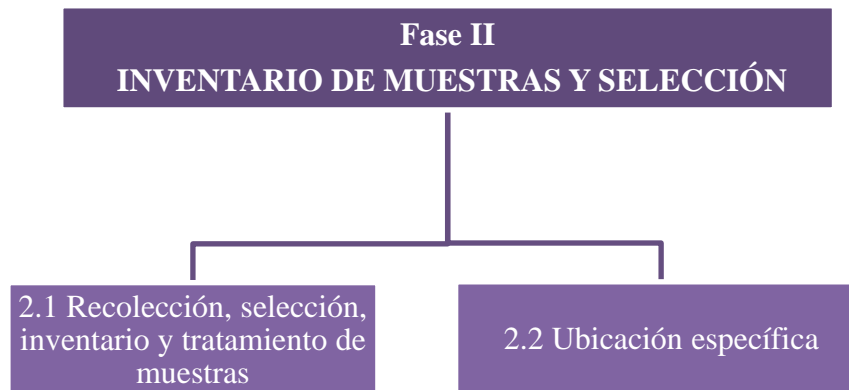 Fase II
INVENTARIO DE MUESTRAS Y SELECCIÓN
2.1 Recolección, selección,
inventario y tratamiento de
muestras
2.2 Ubicación específica